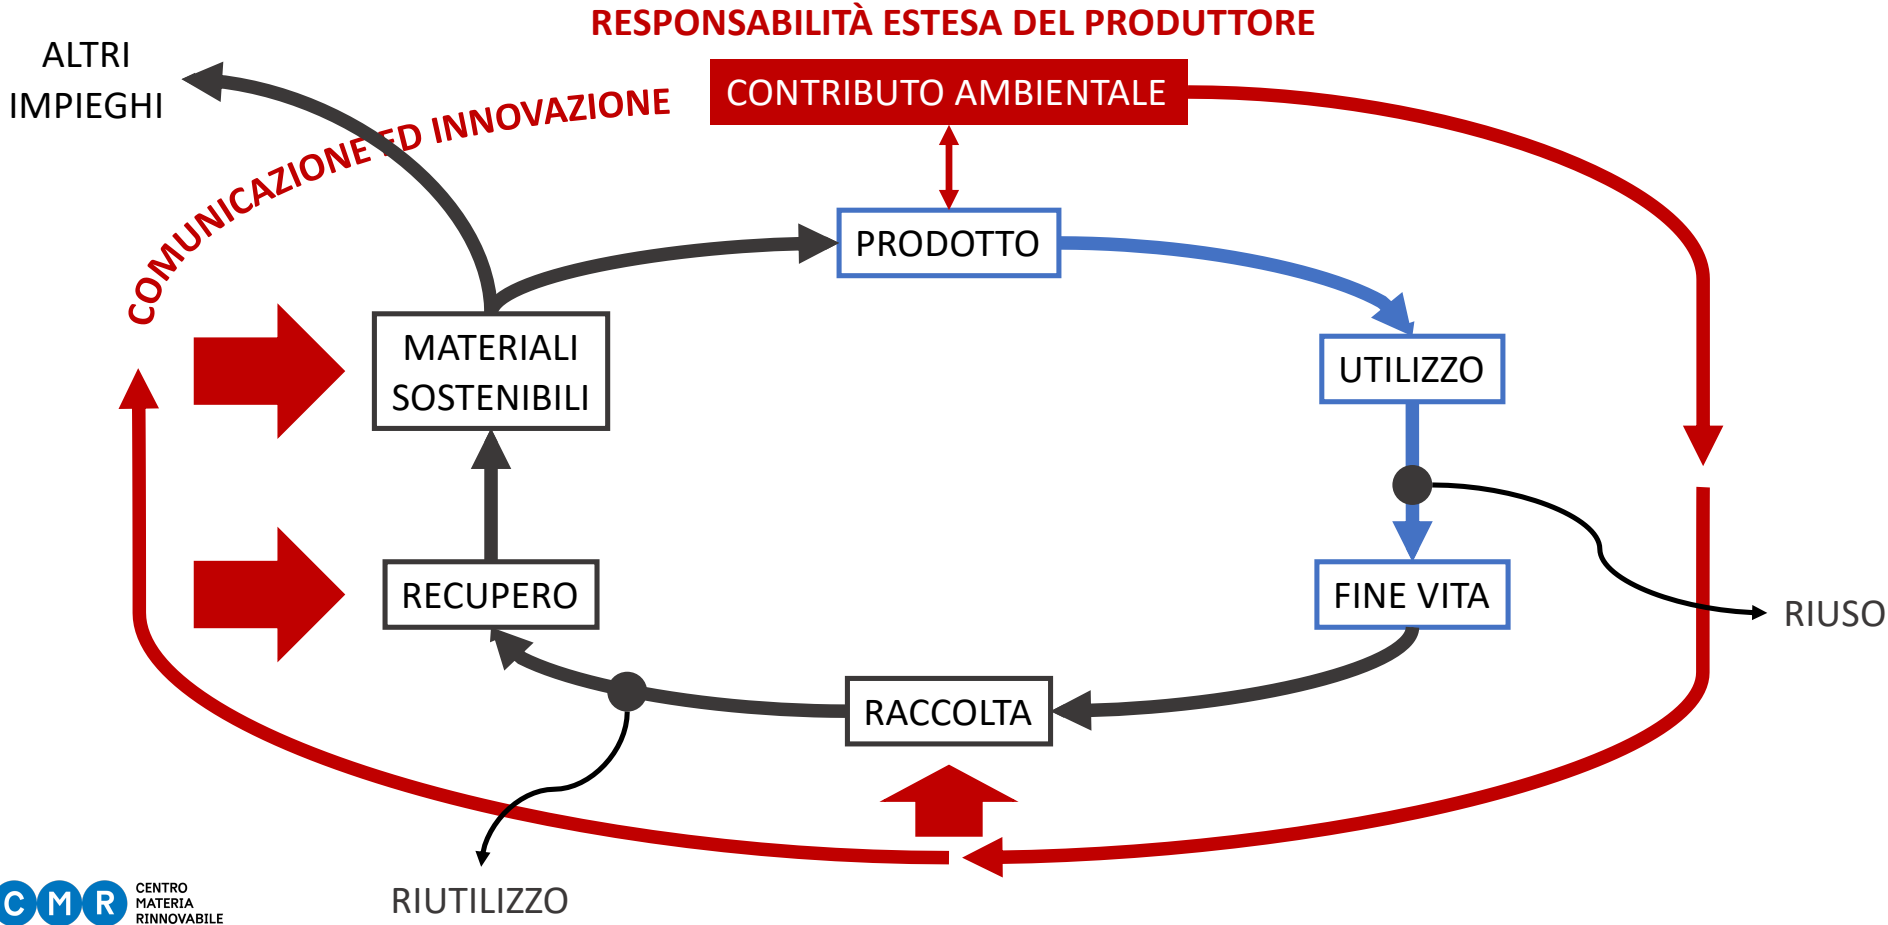 RESPONSABILITÀ ESTESA DEL PRODUTTORE
ALTRI
IMPIEGHI
CONTRIBUTO AMBIENTALE
COMUNICAZIONE ED INNOVAZIONE
PRODOTTO
MATERIALI
SOSTENIBILI
UTILIZZO
RECUPERO
FINE VITA
RIUSO
RACCOLTA
RIUTILIZZO
CMR
CENTRO
MATERIA
RINNOVABILE